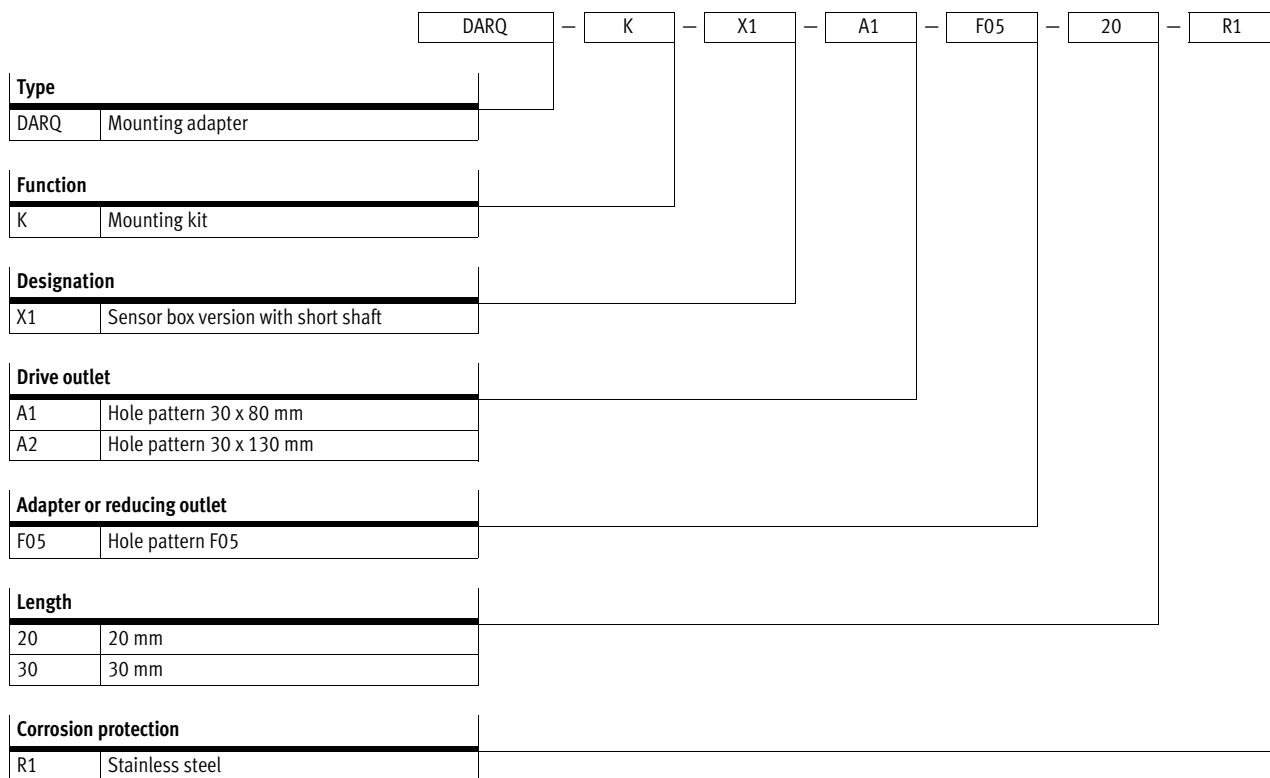 DARQ – K – X1 – A1 – F05 – 20 – R1
Type
DARQ Mounting adapter
Function
K Mounting kit
Designation
X1 Sensor box version with short shaft
Drive outlet
A1 Hole pattern 30 x 80 mm
A2 Hole pattern 30 x 130 mm
Adapter or reducing outlet
F05 Hole pattern F05
Length
20 20 mm
30 30 mm
Corrosion protection
R1 Stainless steel